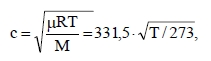 c = √(μRT/M) = 331,5 · √(T/273),